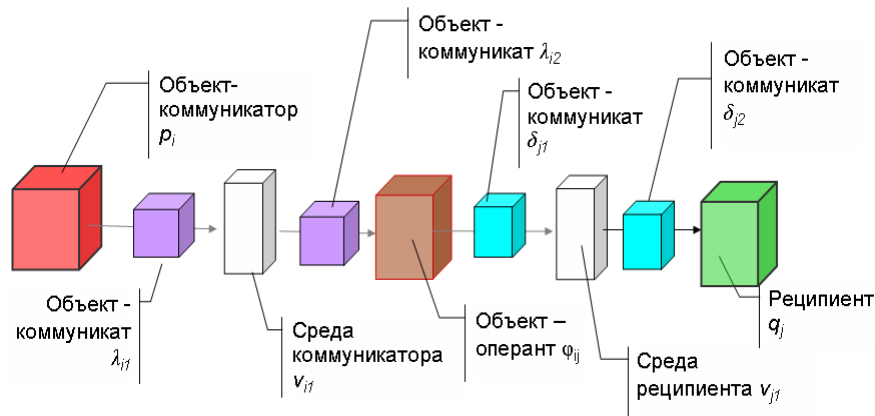 Объект -
коммуникат λi2
Объект-
коммуникатор
pi
Объект -
коммуникат
δj1
Объект -
коммуникат
δj2
Объект -
коммуникат
λi1
Среда
коммуникатора
vi1
Объект –
оперант φij
Среда
реципиента vj1
Реципиент
qj